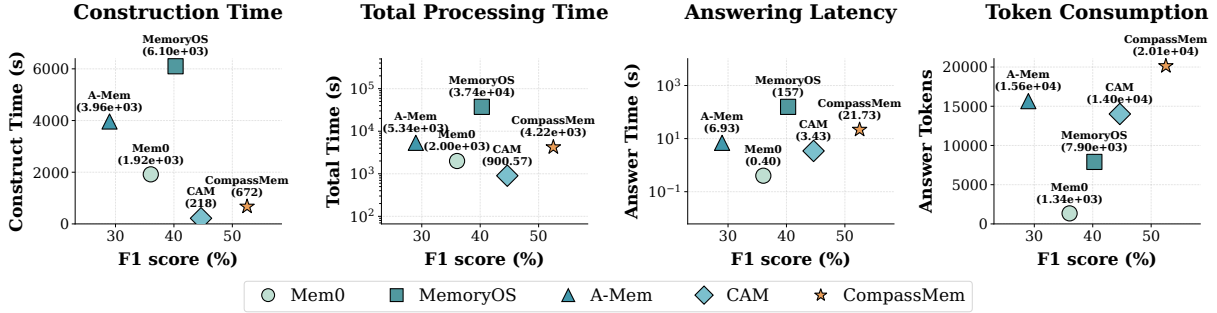 Construction Time
Construct Time (s)
6000
4000
2000
0
30
40
50
F1 score (%)
MemoryOS
(6.10e+03)
A-Mem
(3.96e+03)
Mem0
(1.92e+03)
CAM
(218)
CompassMem
(672)
Total Processing Time
Total Time (s)
10^5
10^4
10^3
10^2
30
40
50
F1 score (%)
MemoryOS
(3.74e+04)
A-Mem
(5.34e+03)
Mem0
(2.00e+03)
CompassMem
(4.22e+03)
CAM
(900.57)
Answering Latency
Answer Time (s)
10^3
10^1
10^−1
30
40
50
F1 score (%)
MemoryOS
(157)
A-Mem
(6.93)
CompassMem
(21.73)
CAM
(3.43)
Mem0
(0.40)
Token Consumption
Answer Tokens
20000
15000
10000
5000
0
30
40
50
F1 score (%)
CompassMem
(2.01e+04)
A-Mem
(1.56e+04)
CAM
(1.40e+04)
MemoryOS
(7.90e+03)
Mem0
(1.34e+03)
Mem0
MemoryOS
A-Mem
CAM
CompassMem